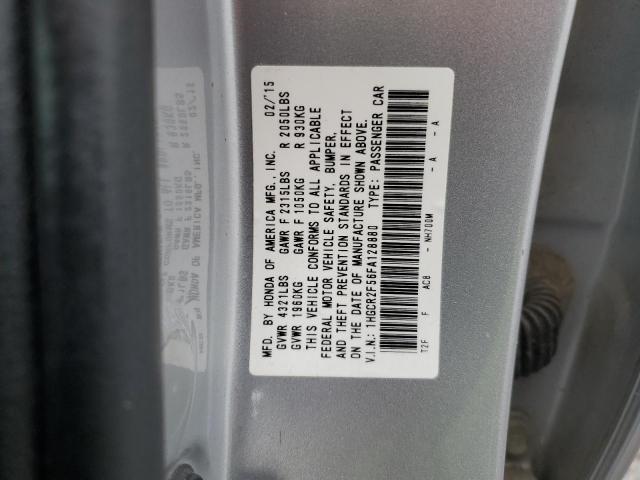 MFD. BY HONDA OF AMERICA MFG., INC. 02/'15
GVWR 4321LBS GAWR F 2315LBS R 2050LBS
GVWR 1960KG GAWR F 1050KG R 930KG
THIS VEHICLE CONFORMS TO ALL APPLICABLE
FEDERAL MOTOR VEHICLE SAFETY, BUMPER,
AND THEFT PREVENTION STANDARDS IN EFFECT
ON THE DATE OF MANUFACTURE SHOWN ABOVE.
V.I.N.: 1HGCR2F56FA128880 TYPE: PASSENGER CAR
T2F F AC8 - NH700M - A - A